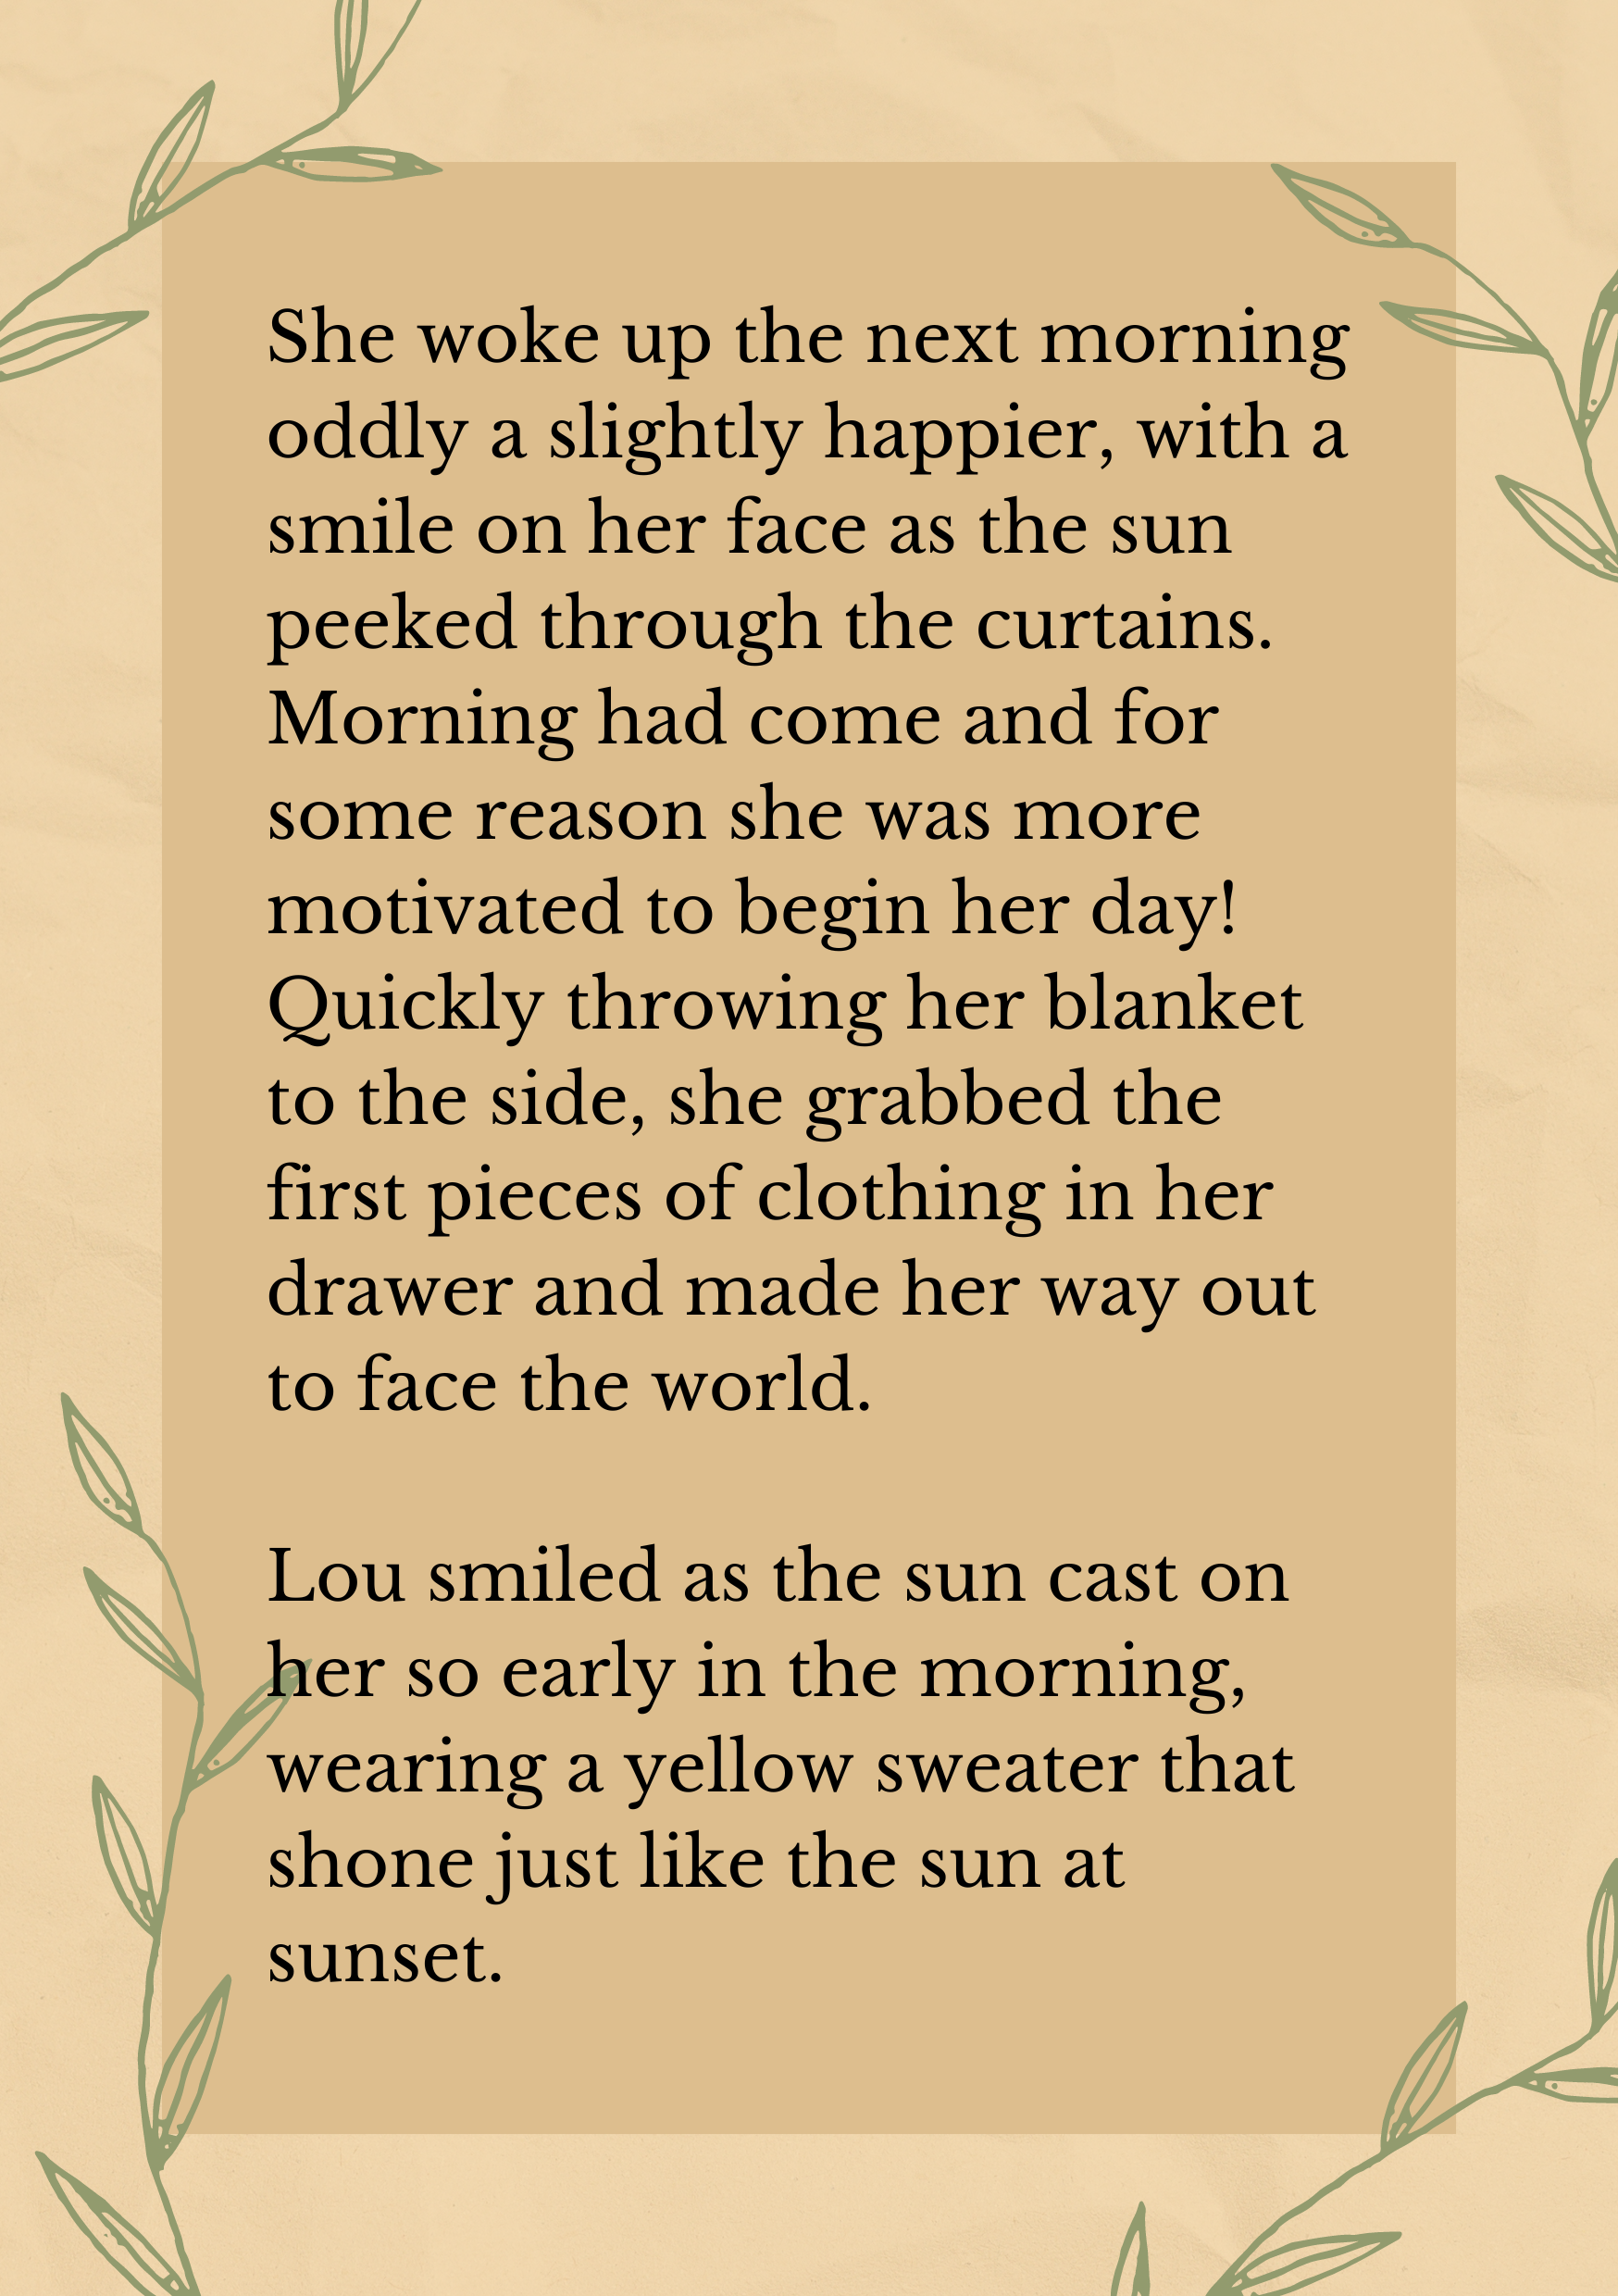 She woke up the next morning
oddly a slightly happier, with a
smile on her face as the sun
peeked through the curtains.
Morning had come and for
some reason she was more
motivated to begin her day!
Quickly throwing her blanket
to the side, she grabbed the
first pieces of clothing in her
drawer and made her way out
to face the world.
Lou smiled as the sun cast on
her so early in the morning,
wearing a yellow sweater that
shone just like the sun at
sunset.